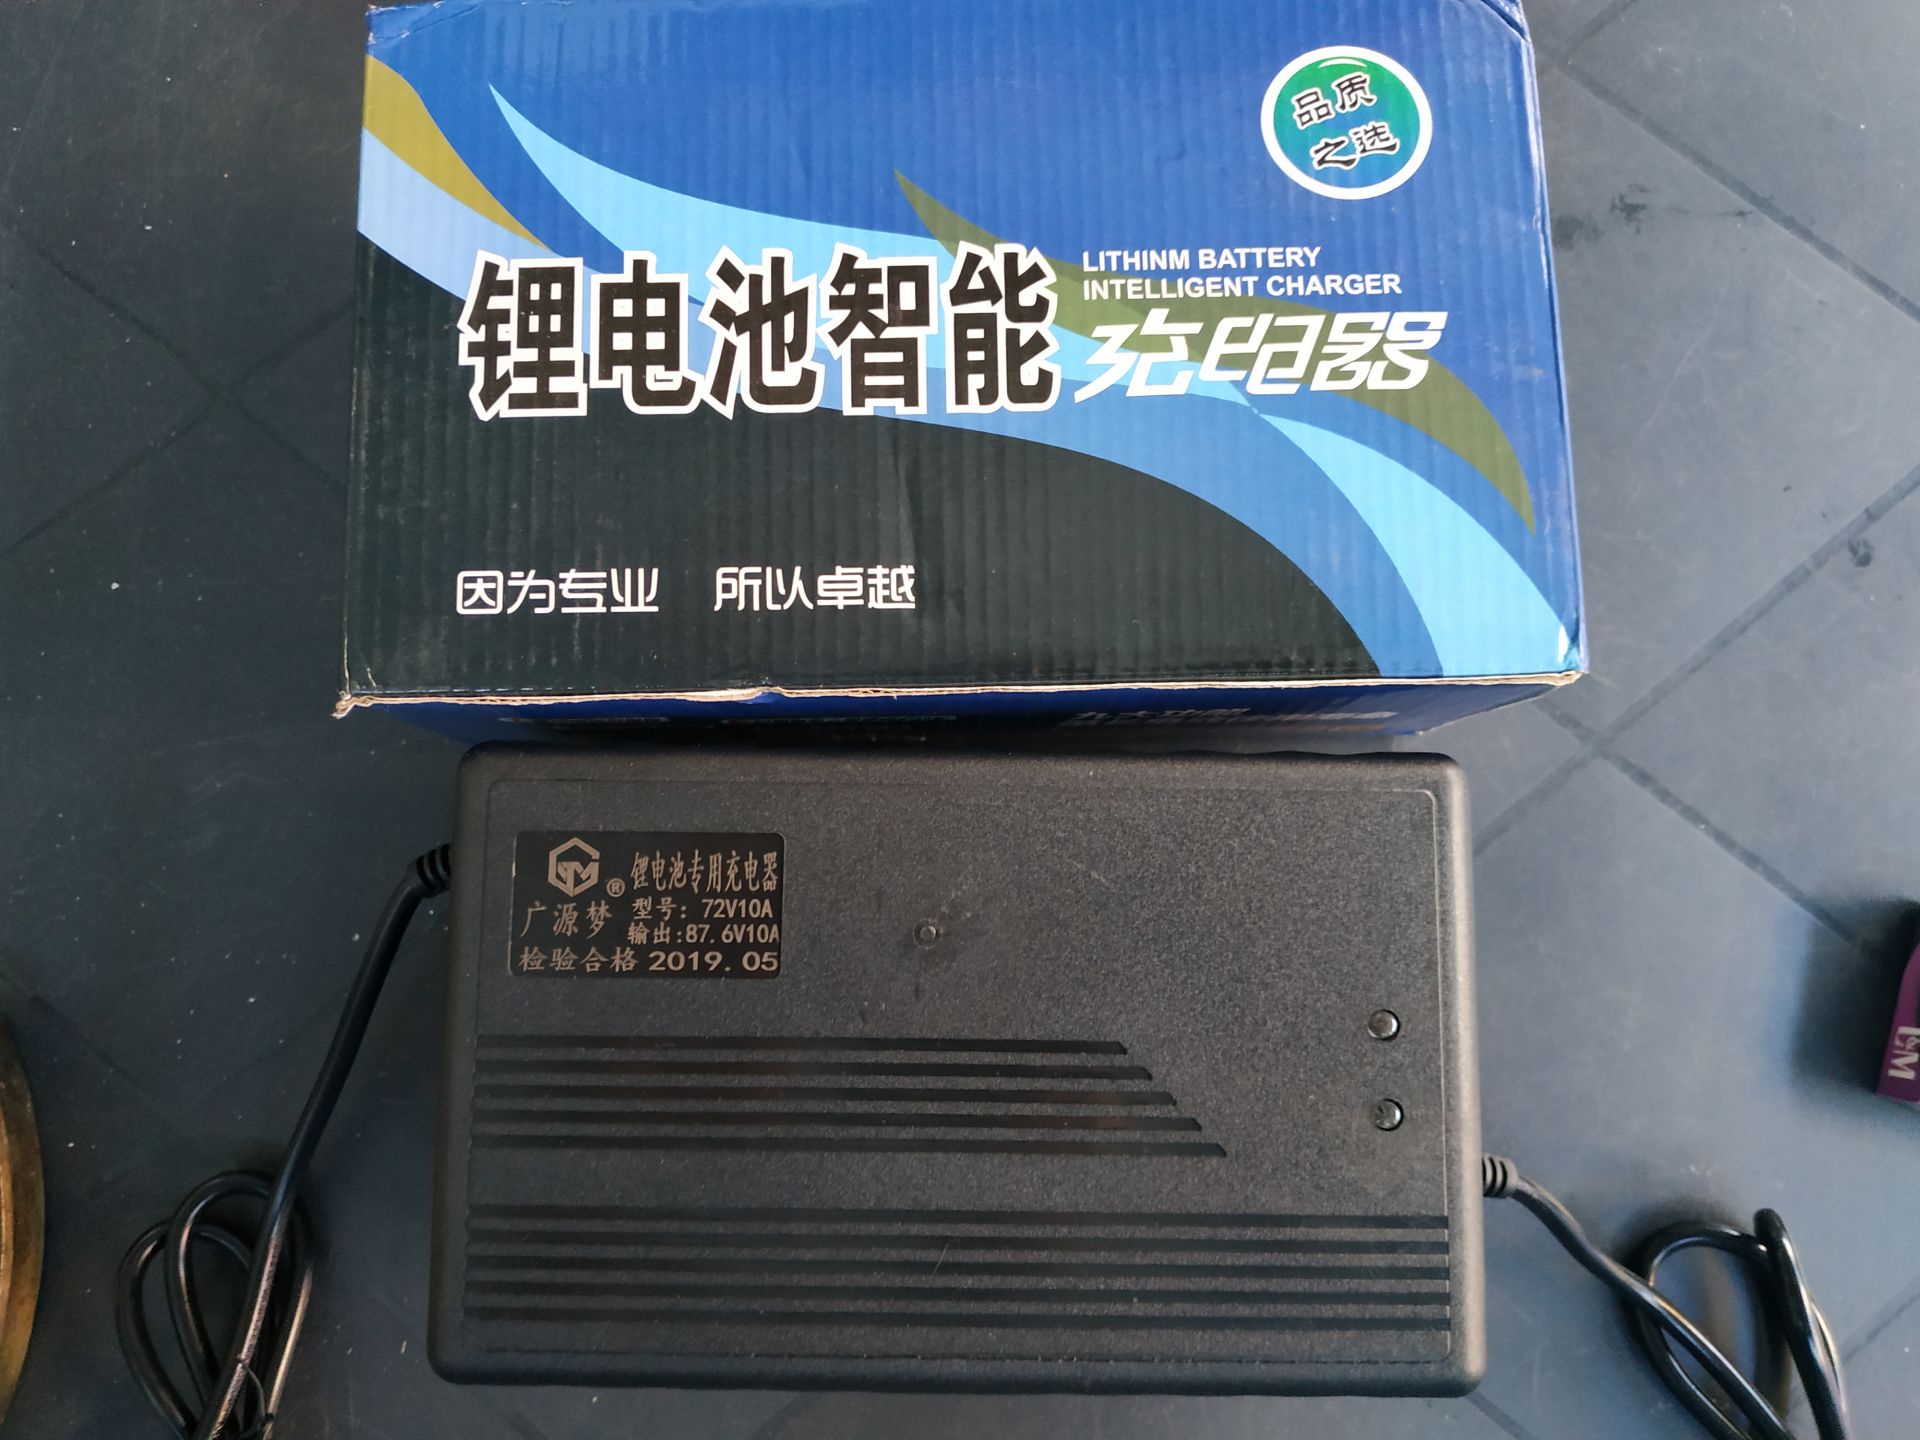 品质
之选
LITHINM BATTERY
INTELLIGENT CHARGER
锂电池智能充电器
因为专业 所以卓越
® 锂电池专用充电器
广源梦 型号: 72V10A
输出:87.6V10A
检验合格 2019.05